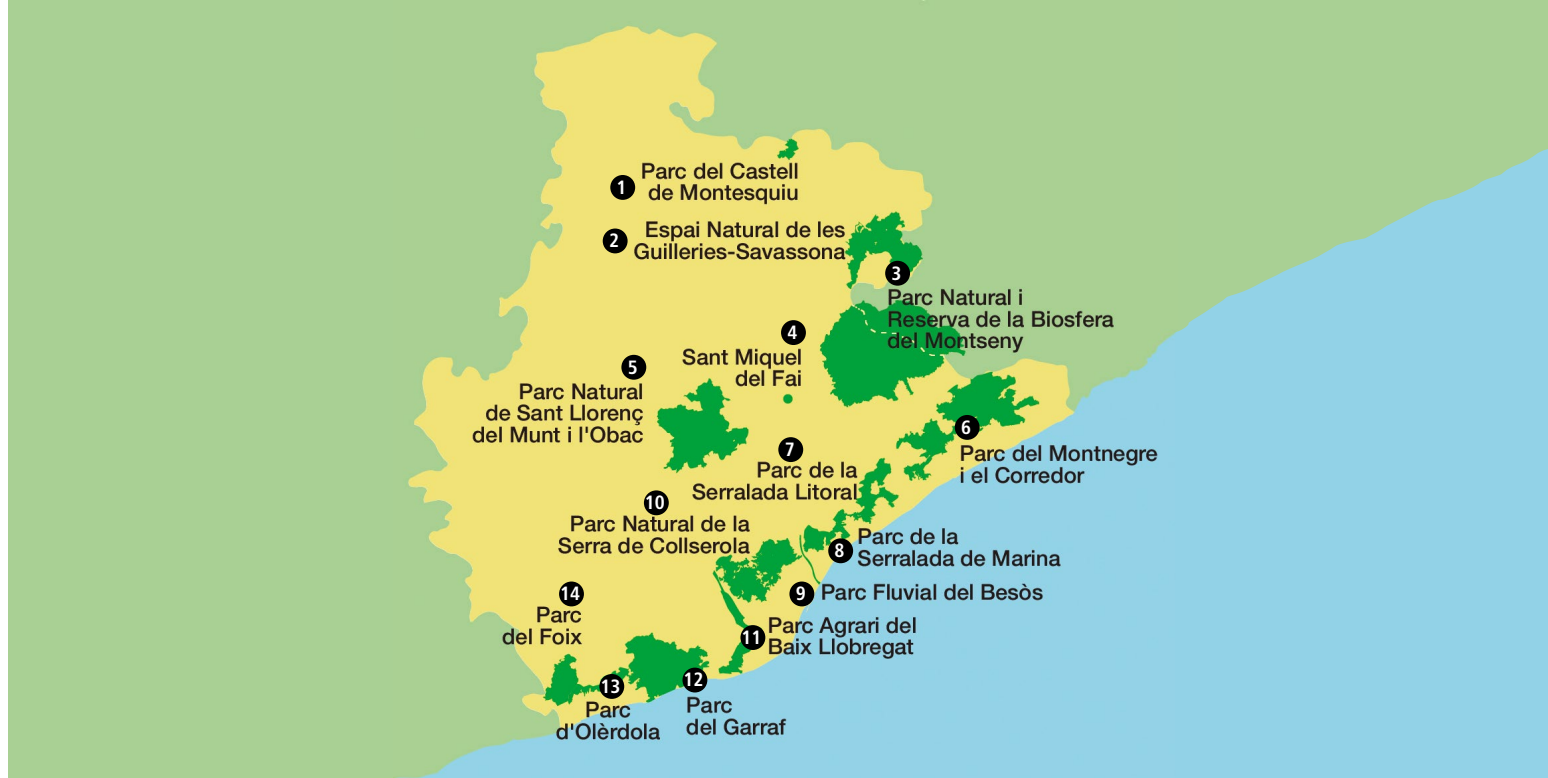 1 Parc del Castell
de Montesquiu
2 Espai Natural de les
Guilleries-Savassona
3
Parc Natural i
Reserva de la Biosfera
del Montseny
4
Sant Miquel
del Fai
5
Parc Natural
de Sant Llorenç
del Munt i l'Obac
6
Parc del Montnegre
i el Corredor
7
Parc de la
Serralada Litoral
10
Parc Natural de la
Serra de Collserola
8 Parc de la
Serralada de Marina
9 Parc Fluvial del Besòs
14
Parc
del Foix
11 Parc Agrari del
Baix Llobregat
13
Parc
d'Olèrdola
12
Parc
del Garraf